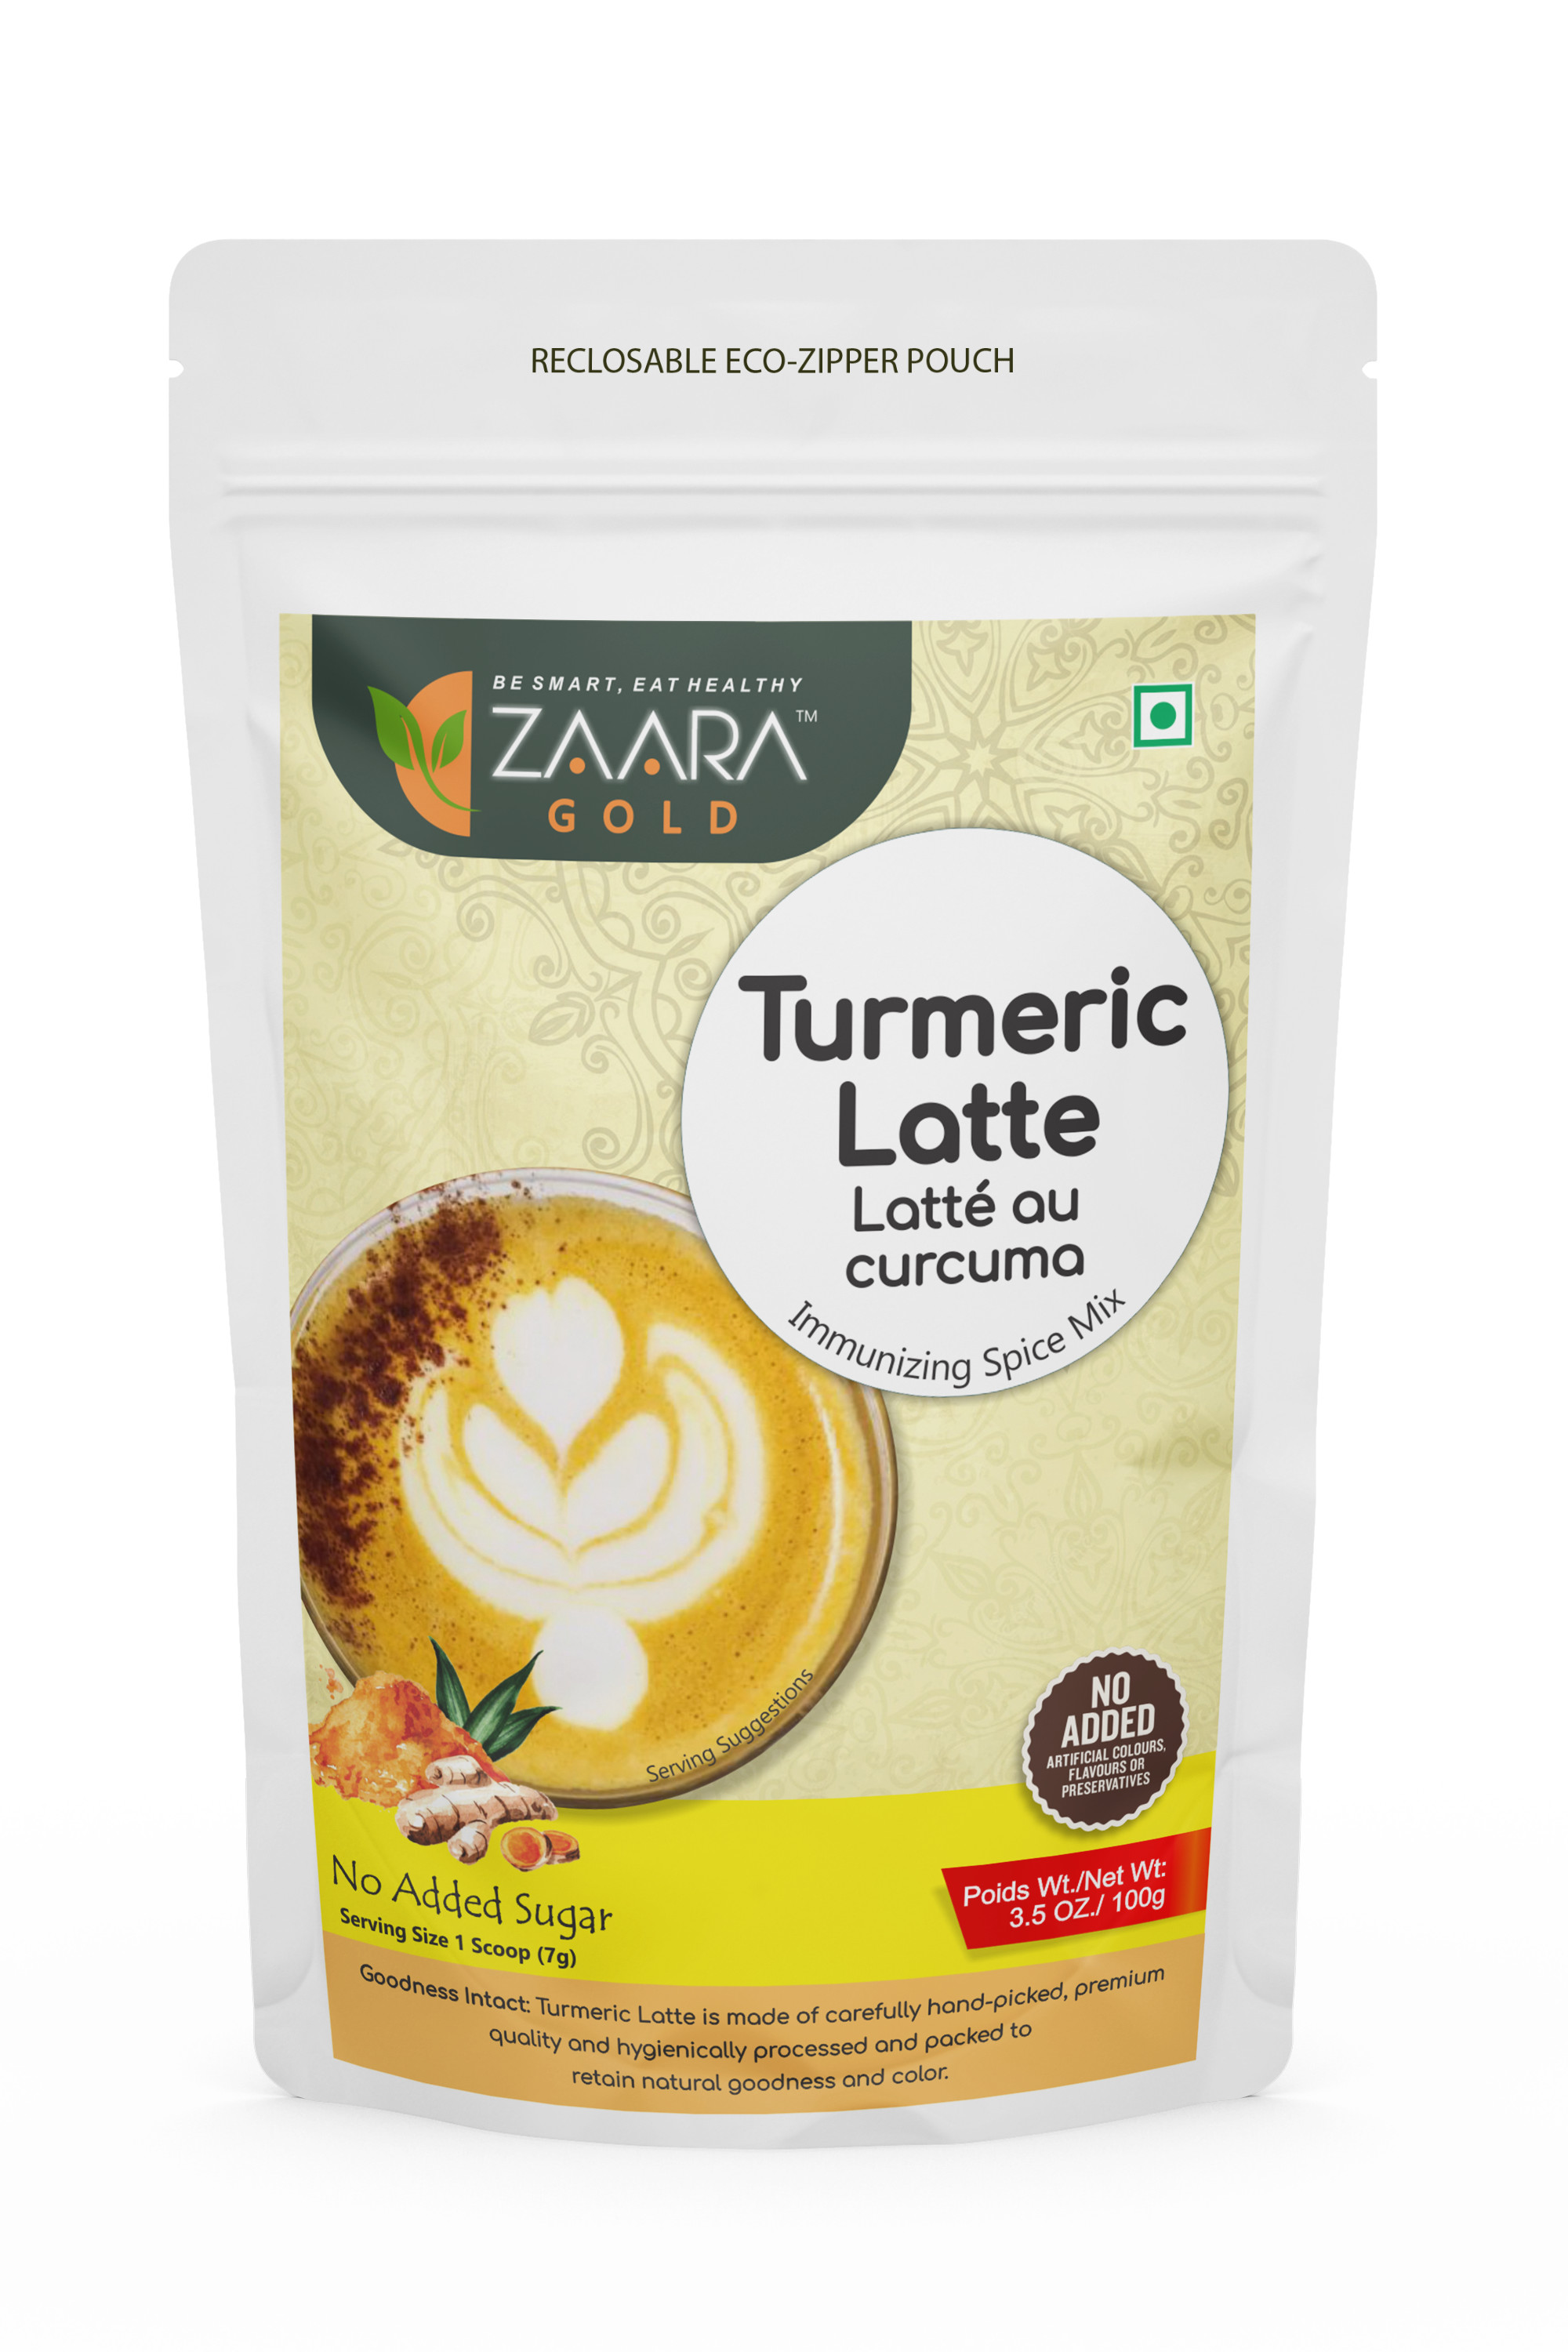 RECLOSABLE ECO-ZIPPER POUCH
BE SMART, EAT HEALTHY
ZAARA™
GOLD
Turmeric
Latte
Latté au
curcuma
Immunizing Spice Mix
Serving Suggestions
NO
ADDED
ARTIFICIAL COLOURS,
FLAVOURS OR
PRESERVATIVES
No Added Sugar
Serving Size 1 Scoop (7g)
Poids Wt./Net Wt:
3.5 OZ./ 100g
Goodness Intact: Turmeric Latte is made of carefully hand-picked, premium
quality and hygienically processed and packed to
retain natural goodness and color.